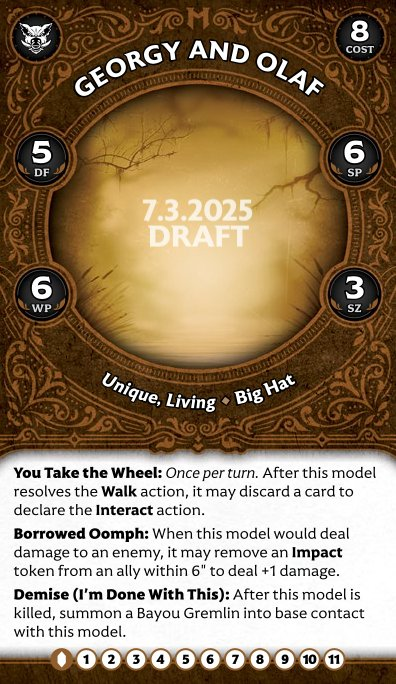 8
COST
GEORGY AND OLAF
5
DF
6
SP
7.3.2025
DRAFT
6
WP
3
SZ
Unique, Living ◆ Big Hat
You Take the Wheel: Once per turn. After this model
resolves the Walk action, it may discard a card to
declare the Interact action.
Borrowed Oomph: When this model would deal
damage to an enemy, it may remove an Impact
token from an ally within 6" to deal +1 damage.
Demise (I'm Done With This): After this model is
killed, summon a Bayou Gremlin into base contact
with this model.
1 2 3 4 5 6 7 8 9 10 11